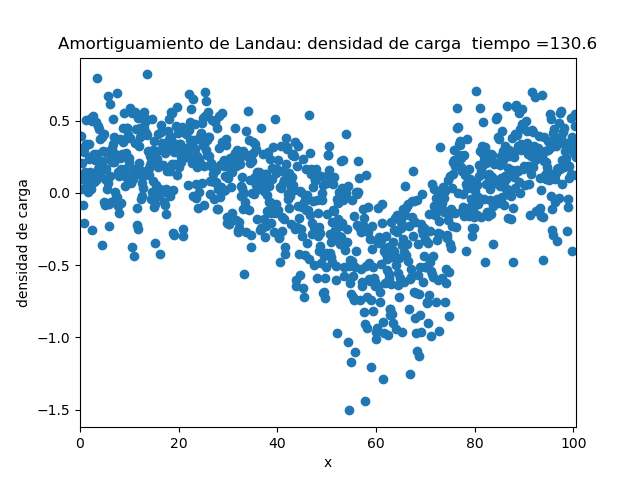 Amortiguamiento de Landau: densidad de carga  tiempo =130.6
densidad de carga
0.5
0.0
−0.5
−1.0
−1.5
0 20 40 60 80 100
x